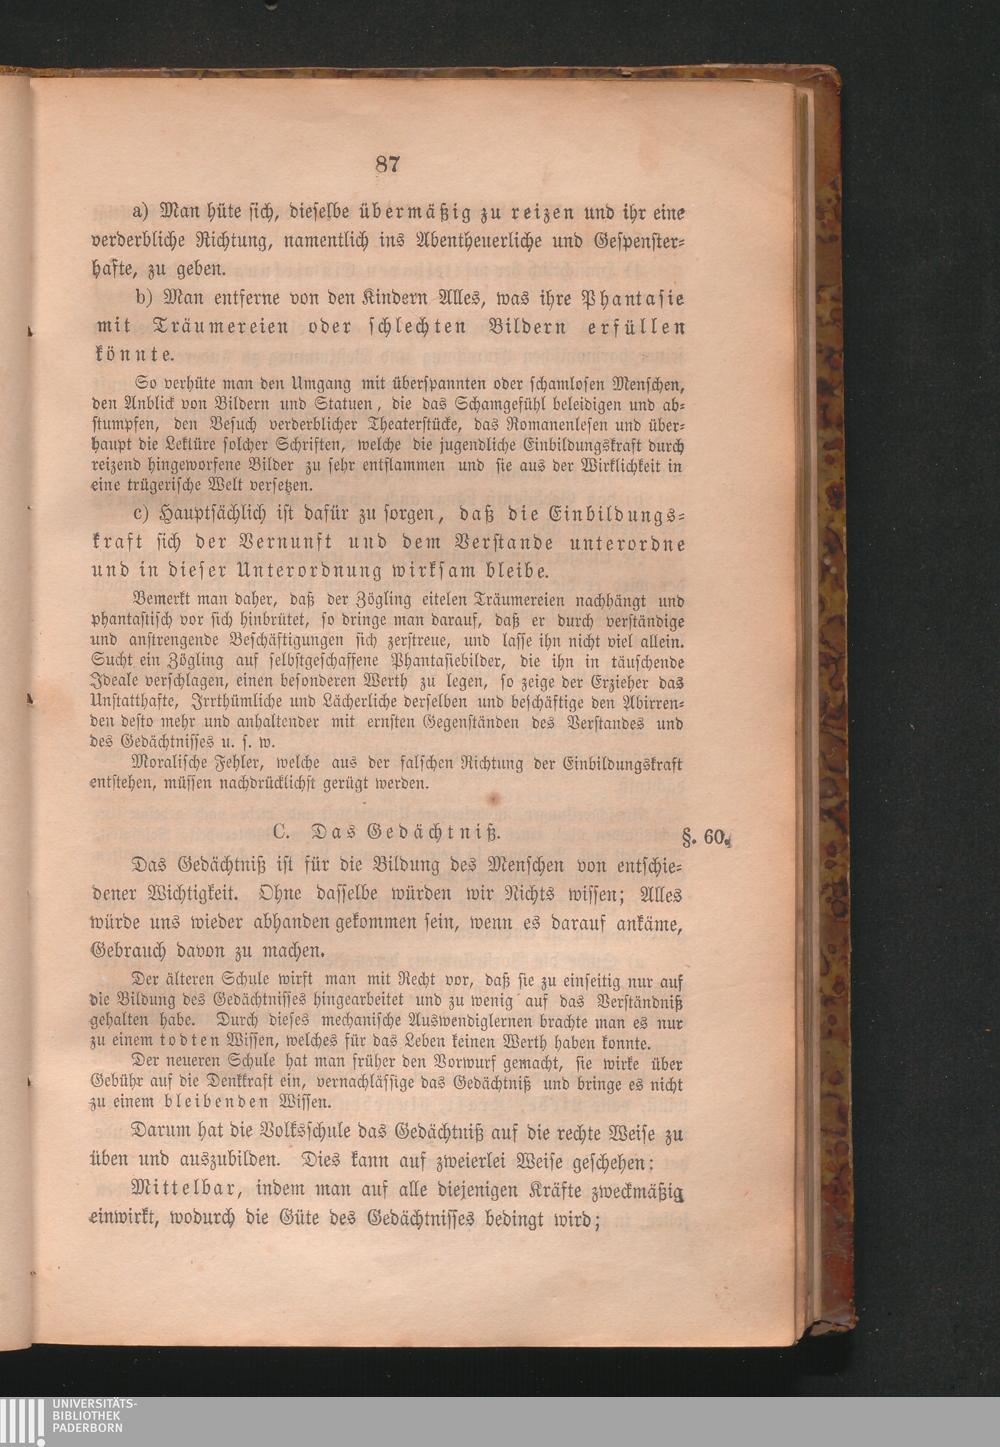 87
a) Man hüte sich, dieselbe übermäßig zu reizen und ihr eine
verderbliche Richtung, namentlich ins Abentheuerliche und Gespenster=
hafte, zu geben.
b) Man entferne von den Kindern Alles, was ihre Phantasie
mit Träumereien oder schlechten Bildern erfüllen
könnte.
So verhüte man den Umgang mit überspannten oder schamlosen Menschen,
den Anblick von Bildern und Statuen, die das Schamgefühl beleidigen und ab=
stumpfen, den Besuch verderblicher Theaterstücke, das Romanenlesen und über=
haupt die Lektüre solcher Schriften, welche die jugendliche Einbildungskraft durch
reizend hingeworfene Bilder zu sehr entflammen und sie aus der Wirklichkeit in
eine trügerische Welt versetzen.
c) Hauptsächlich ist dafür zu sorgen, daß die Einbildungs=
kraft sich der Vernunft und dem Verstande unterordne
und in dieser Unterordnung wirksam bleibe.
Bemerkt man daher, daß der Zögling eitelen Träumereien nachhängt und
phantastisch vor sich hinbrütet, so dringe man darauf, daß er durch verständige
und anstrengende Beschäftigungen sich zerstreue, und lasse ihn nicht viel allein.
Sucht ein Zögling auf selbstgeschaffene Phantasiebilder, die ihn in täuschende
Ideale verschlagen, einen besonderen Werth zu legen, so zeige der Erzieher das
Unstatthafte, Irrthümliche und Lächerliche derselben und beschäftige den Abirren=
den desto mehr und anhaltender mit ernsten Gegenständen des Verstandes und
des Gedächtnisses u. s. w.
Moralische Fehler, welche aus der falschen Richtung der Einbildungskraft
entstehen, müssen nachdrücklichst gerügt werden.
C. Das Gedächtniß. §. 60.
Das Gedächtniß ist für die Bildung des Menschen von entschie=
dener Wichtigkeit. Ohne dasselbe würden wir Nichts wissen; Alles
würde uns wieder abhanden gekommen sein, wenn es darauf ankäme,
Gebrauch davon zu machen.
Der älteren Schule wirft man mit Recht vor, daß sie zu einseitig nur auf
die Bildung des Gedächtnisses hingearbeitet und zu wenig auf das Verständniß
gehalten habe. Durch dieses mechanische Auswendiglernen brachte man es nur
zu einem todten Wissen, welches für das Leben keinen Werth haben konnte.
Der neueren Schule hat man früher den Vorwurf gemacht, sie wirke über
Gebühr auf die Denkkraft ein, vernachlässige das Gedächtniß und bringe es nicht
zu einem bleibenden Wissen.
Darum hat die Volksschule das Gedächtniß auf die rechte Weise zu
üben und auszubilden. Dies kann auf zweierlei Weise geschehen:
Mittelbar, indem man auf alle diejenigen Kräfte zweckmäßig
einwirkt, wodurch die Güte des Gedächtnisses bedingt wird;
UNIVERSITÄTS-
BIBLIOTHEK
PADERBORN